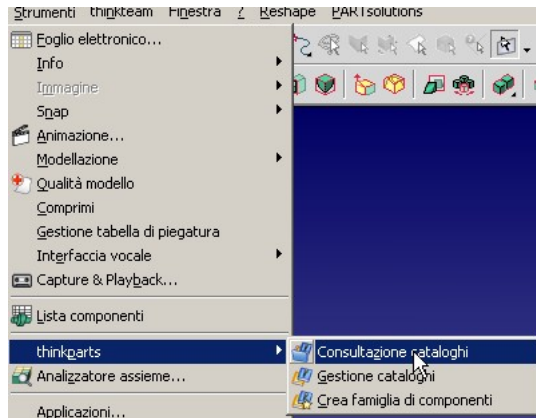 Strumenti thinkteam Finestra ? Reshape PARTsolutions
Foglio elettronico...
Info
Immagine
Snap
Animazione...
Modellazione
Qualità modello
Comprimi
Gestione tabella di piegatura
Interfaccia vocale
Capture & Playback...
Lista componenti
thinkparts
Consultazione cataloghi
Analizzatore assieme...
Gestione cataloghi
Crea famiglia di componenti
Applicazioni...